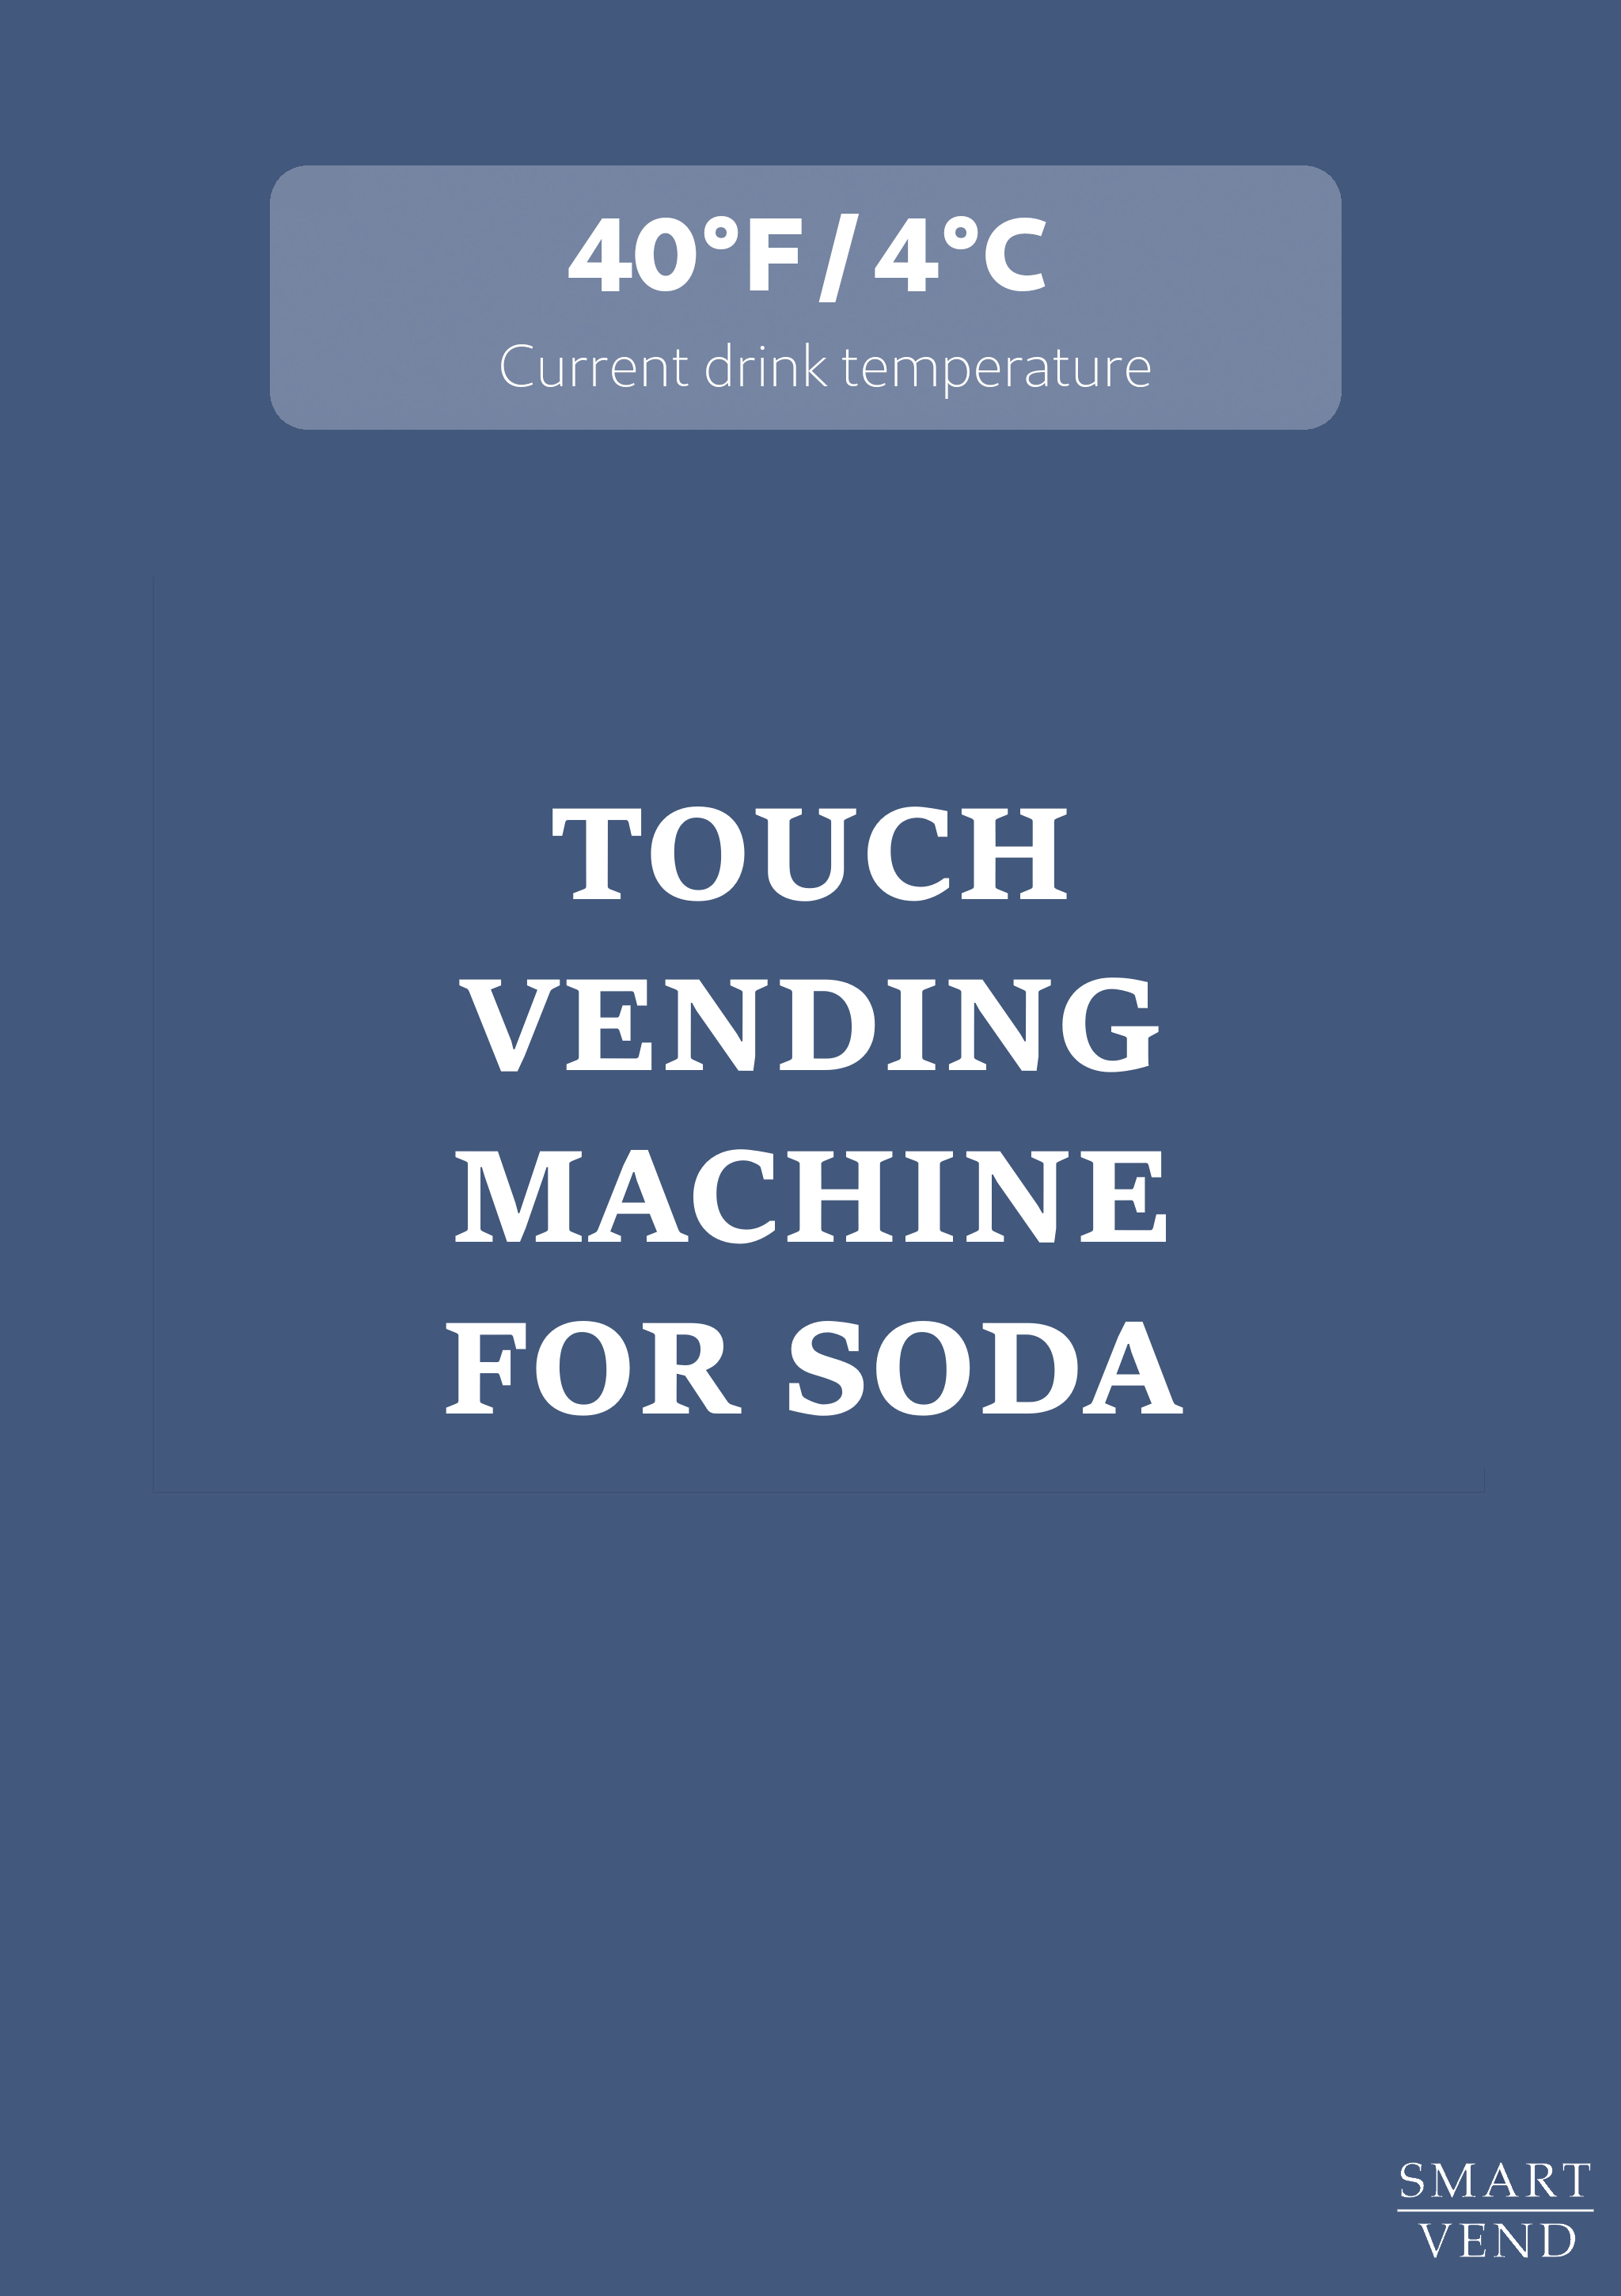 40°F/4°C
Current drink temperature
TOUCH
VENDING
MACHINE
FOR SODA
SMART
VEND